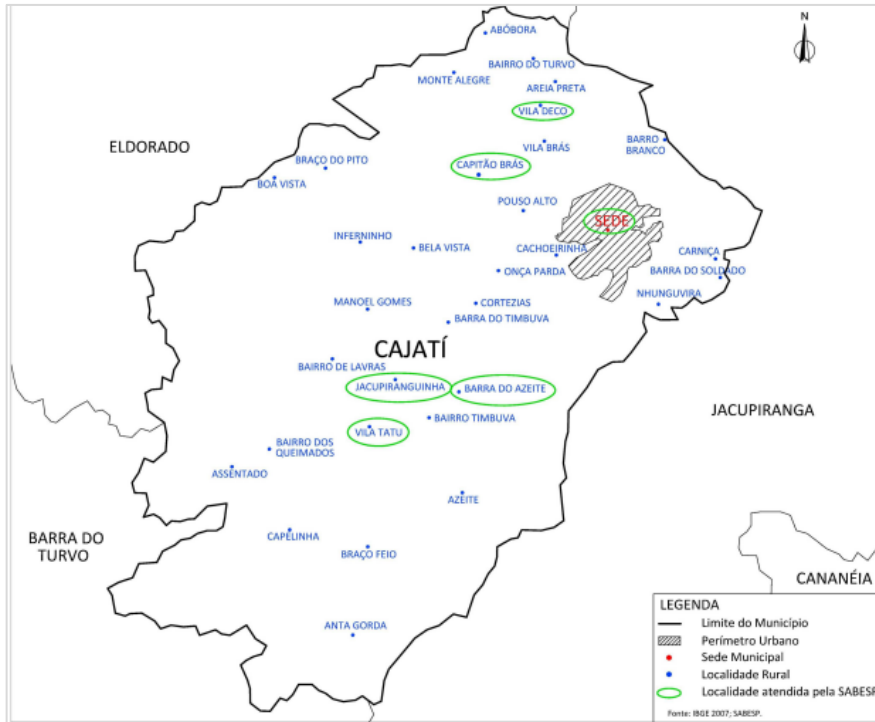 N
ABÓBORA
BAIRRO DO TURVO
MONTE ALEGRE
AREIA PRETA
VILA DECO
ELDORADO
VILA BRÁS
BARRO
BRANCO
BRAÇO DO PITO
CAPITÃO BRÁS
BOA VISTA
POUSO ALTO
SEDE
INFERNINHO
BELA VISTA
CACHOEIRINHA
CARNIÇA
ONÇA PARDA
BARRA DO SOLDADO
NHUNGUVIRA
MANOEL GOMES
CORTEZIAS
BARRA DO TIMBUVA
CAJATÍ
BAIRRO DE LAVRAS
JACUPIRANGUINHA
BARRA DO AZEITE
JACUPIRANGA
BAIRRO TIMBUVA
VILA TATU
BAIRRO DOS
QUEIMADOS
ASSENTADO
AZEITE
BARRA DO
TURVO
CAPELINHA
BRAÇO FEIO
CANANÉIA
ANTA GORDA
LEGENDA
Limite do Município
Perímetro Urbano
Sede Municipal
Localidade Rural
Localidade atendida pela SABESP
Fonte: IBGE 2007; SABESP.